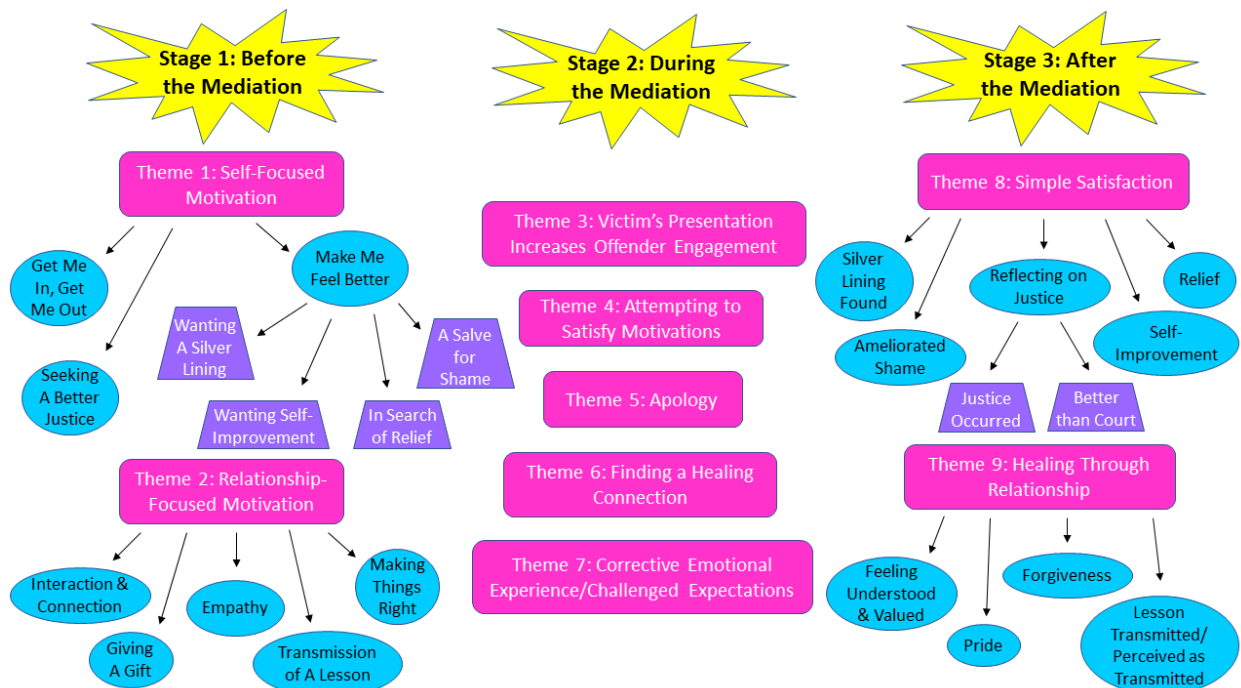 Stage 1: Before
the Mediation
Theme 1: Self-Focused
Motivation
Get Me
In, Get
Me Out
Seeking
A Better
Justice
Make Me
Feel Better
Wanting
A Silver
Lining
Wanting Self-
Improvement
In Search
of Relief
A Salve
for
Shame
Theme 2: Relationship-
Focused Motivation
Interaction &
Connection
Giving
A Gift
Empathy
Transmission
of A Lesson
Making
Things
Right
Stage 2: During
the Mediation
Theme 3: Victim's Presentation
Increases Offender Engagement
Theme 4: Attempting to
Satisfy Motivations
Theme 5: Apology
Theme 6: Finding a Healing
Connection
Theme 7: Corrective Emotional
Experience/Challenged Expectations
Stage 3: After
the Mediation
Theme 8: Simple Satisfaction
Silver
Lining
Found
Ameliorated
Shame
Reflecting on
Justice
Justice
Occurred
Better
than Court
Self-
Improvement
Relief
Theme 9: Healing Through
Relationship
Feeling
Understood
& Valued
Pride
Forgiveness
Lesson
Transmitted/
Perceived as
Transmitted